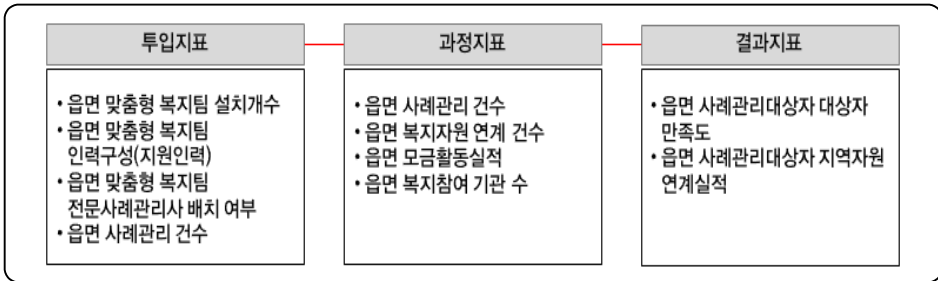 투입지표
• 읍면 맞춤형 복지팀 설치개수
• 읍면 맞춤형 복지팀
인력구성(지원인력)
• 읍면 맞춤형 복지팀
전문사례관리사 배치 여부
• 읍면 사례관리 건수
과정지표
• 읍면 사례관리 건수
• 읍면 복지자원 연계 건수
• 읍면 모금활동실적
• 읍면 복지참여 기관 수
결과지표
• 읍면 사례관리대상자 대상자
만족도
• 읍면 사례관리대상자 지역자원
연계실적